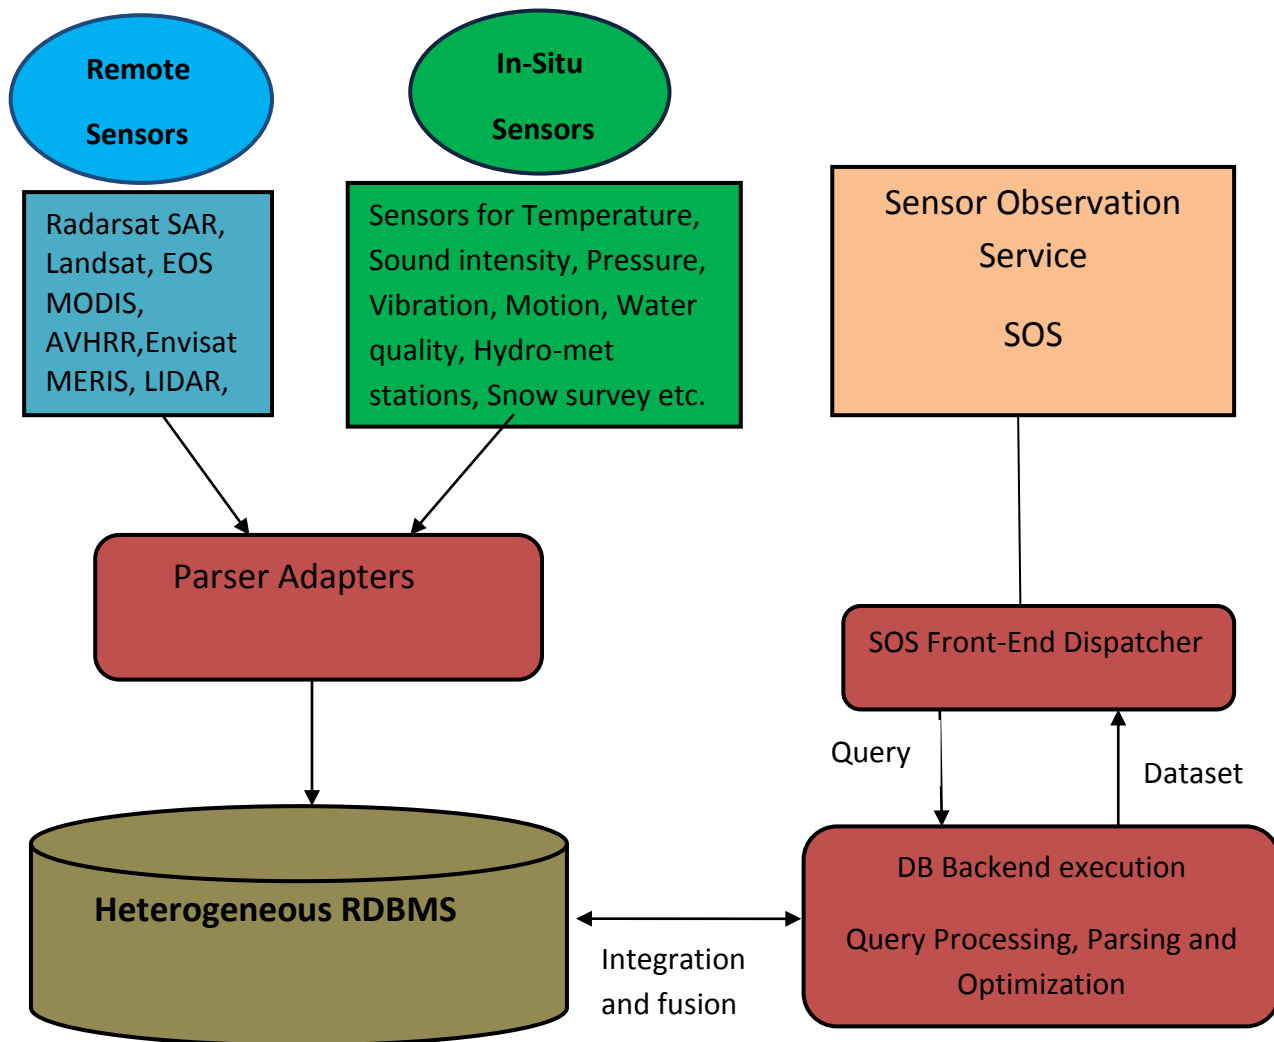 Remote
Sensors
In-Situ
Sensors
Radarsat SAR,
Landsat, EOS
MODIS,
AVHRR,Envisat
MERIS, LIDAR,
Sensors for Temperature,
Sound intensity, Pressure,
Vibration, Motion, Water
quality, Hydro-met
stations, Snow survey etc.
Sensor Observation
Service
SOS
Parser Adapters
SOS Front-End Dispatcher
Query
Dataset
Heterogeneous RDBMS
Integration
and fusion
DB Backend execution
Query Processing, Parsing and
Optimization